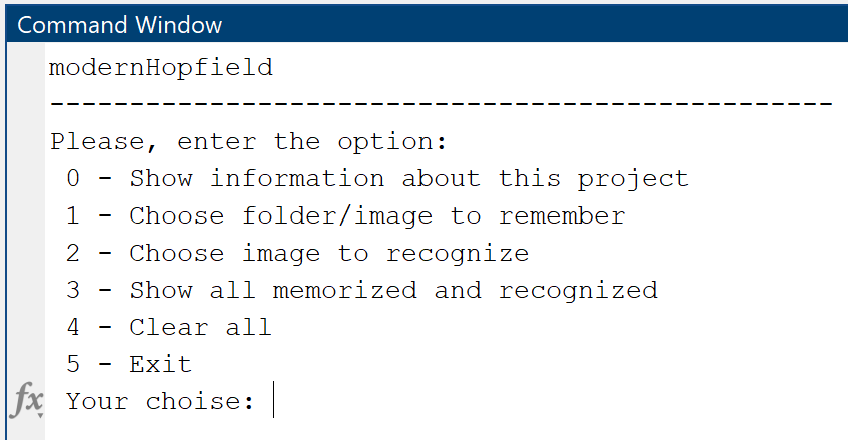 Command Window
modernHopfield
-------------------------------------------------
Please, enter the option:
0 - Show information about this project
1 - Choose folder/image to remember
2 - Choose image to recognize
3 - Show all memorized and recognized
4 - Clear all
5 - Exit
fx Your choise: